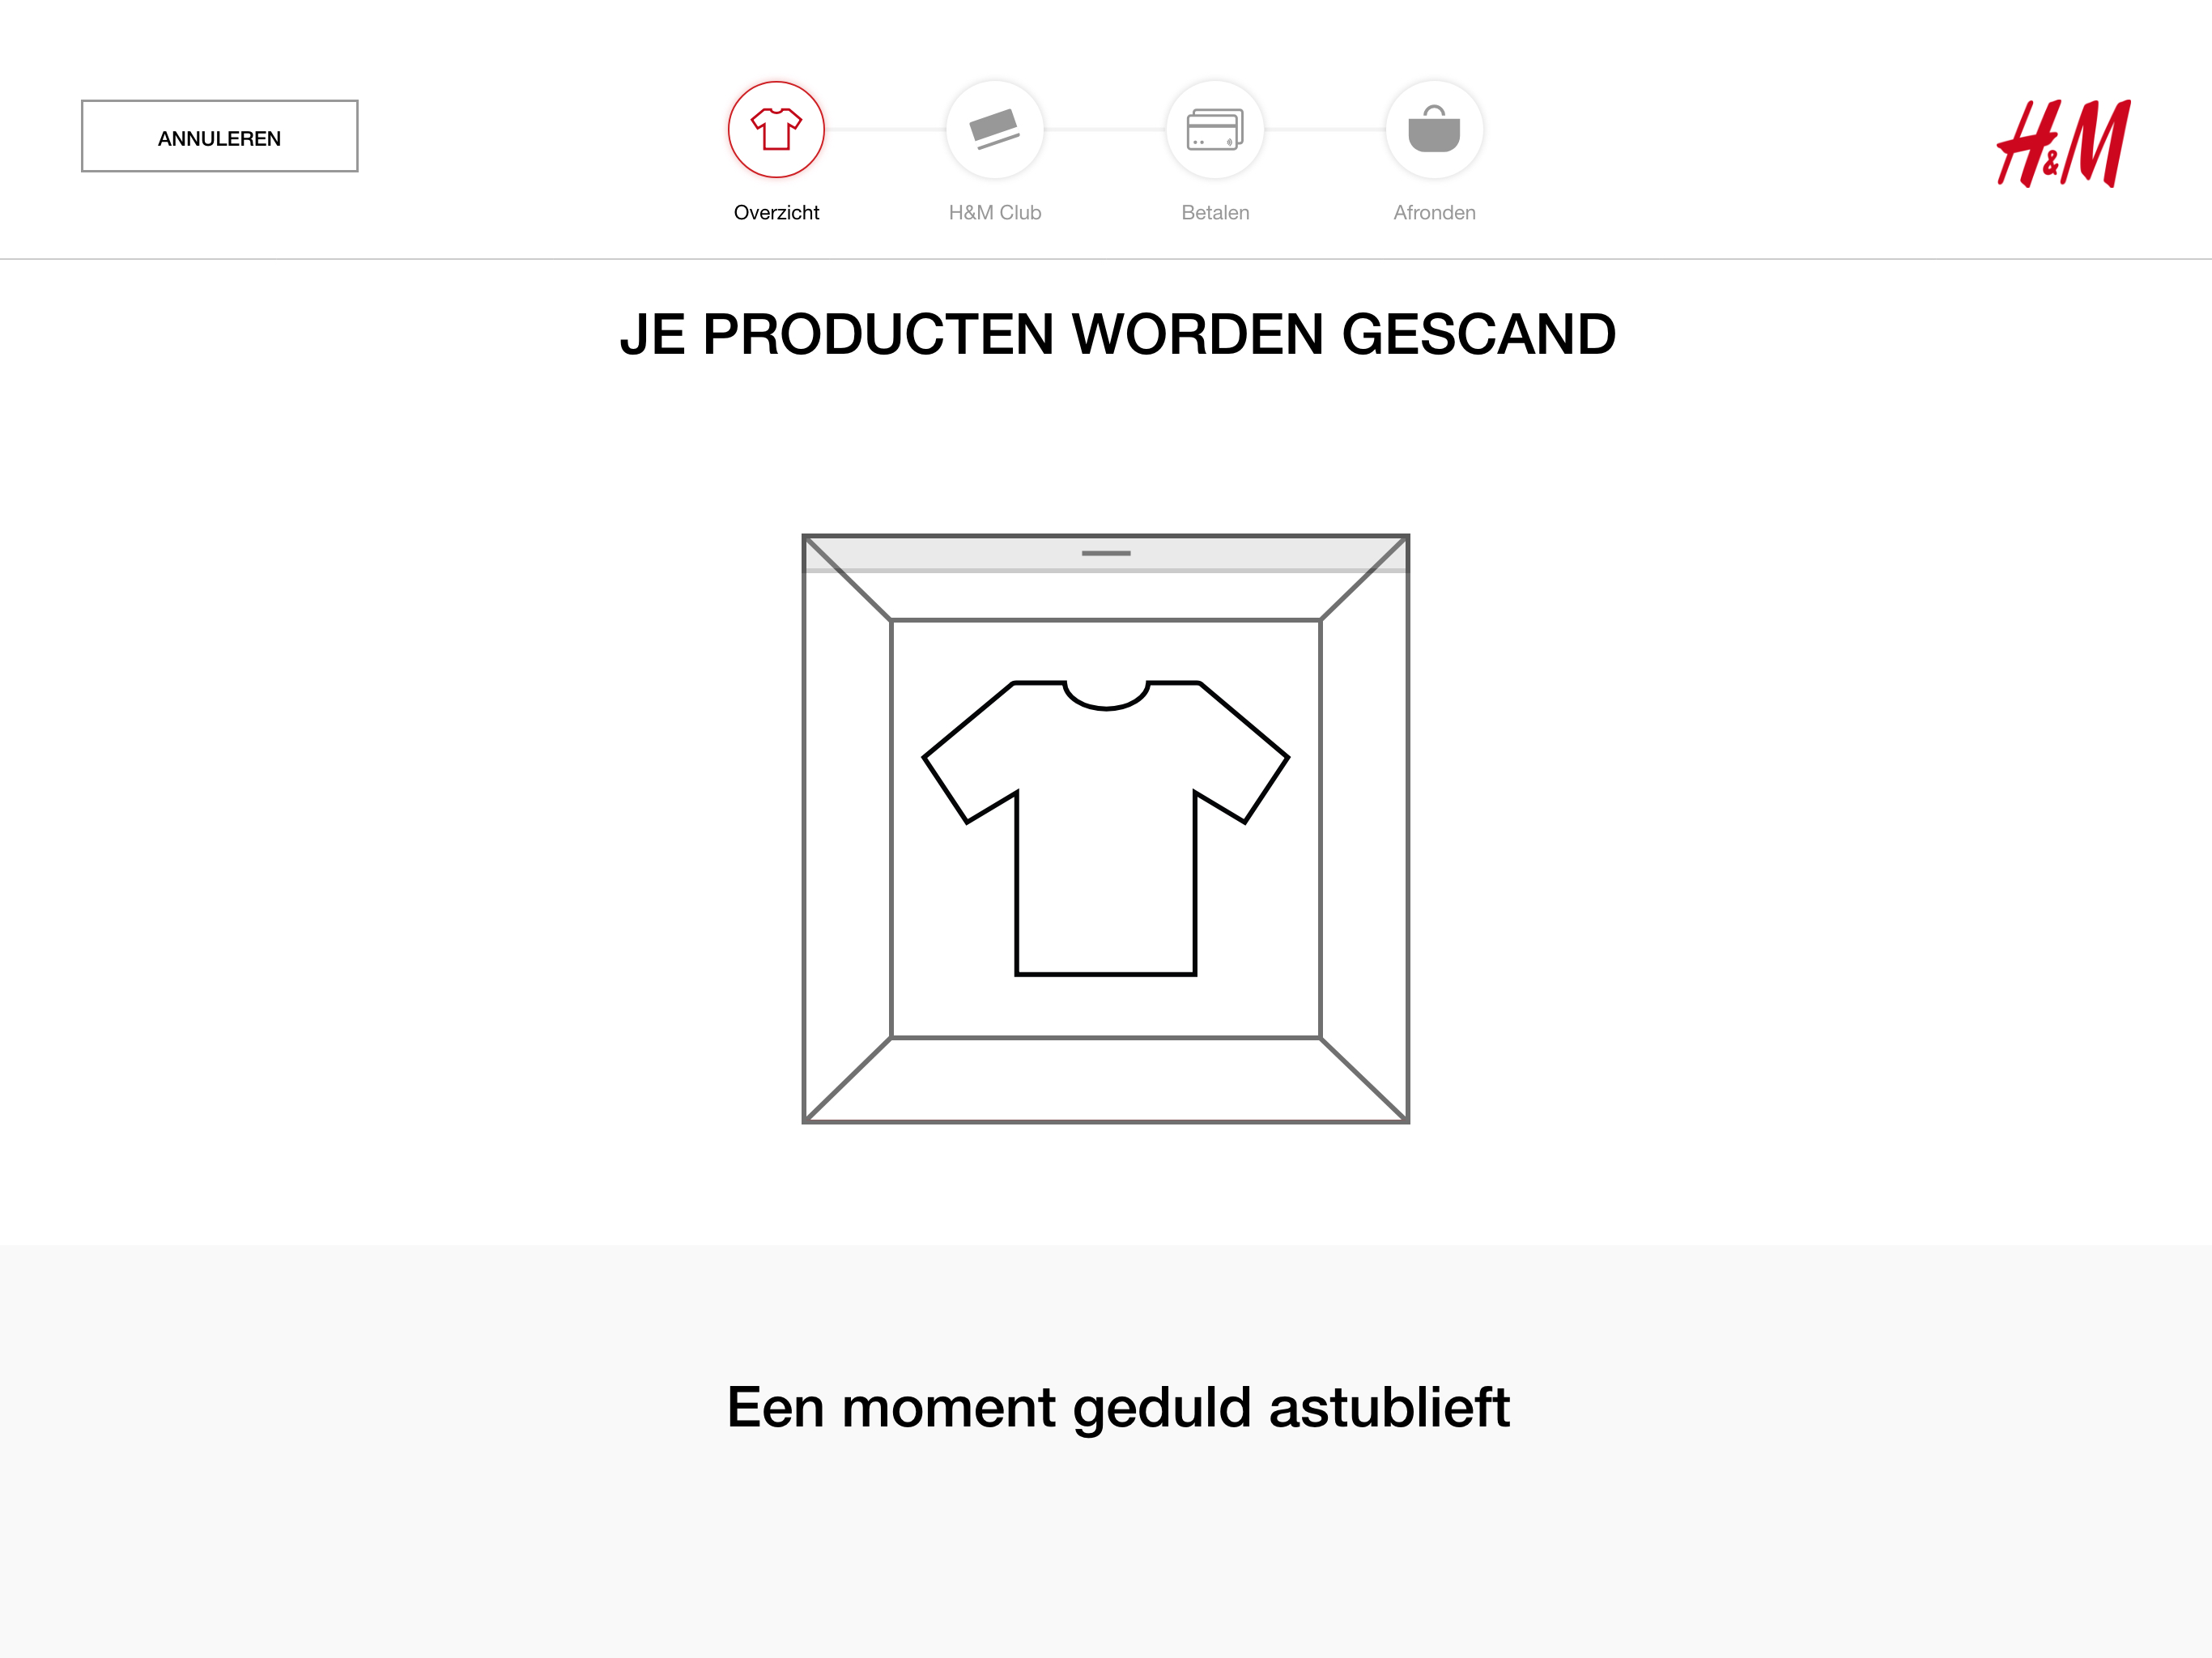 ANNULEREN
H&M
Overzicht
H&M Club
Betalen
Afronden
JE PRODUCTEN WORDEN GESCAND
Een moment geduld astublieft